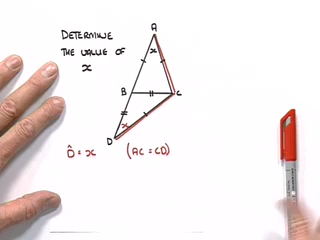 DETERMINE
THE VALUE OF
x
A
x
B
C
x
D
D̂ = x (AC = CD)